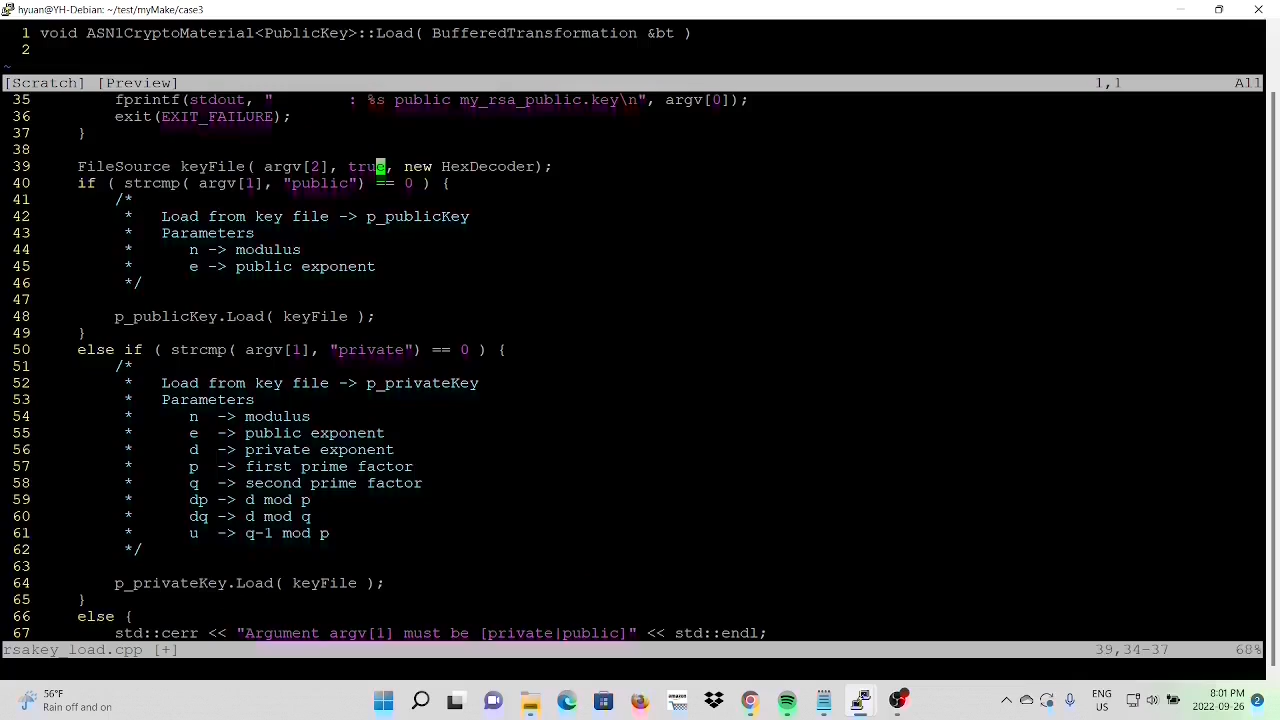 hyuan@YH-Debian: ~/test/myMake/case3
1 void ASN1CryptoMaterial<PublicKey>::Load( BufferedTransformation &bt )
2
~
[Scratch] [Preview] 1,1 All
35 fprintf(stdout, " : %s public my_rsa_public.key\n", argv[0]);
36 exit(EXIT_FAILURE);
37 }
38
39 FileSource keyFile( argv[2], true, new HexDecoder);
40 if ( strcmp( argv[1], "public") == 0 ) {
41 /*
42 * Load from key file -> p_publicKey
43 * Parameters
44 * n -> modulus
45 * e -> public exponent
46 */
47
48 p_publicKey.Load( keyFile );
49 }
50 else if ( strcmp( argv[1], "private") == 0 ) {
51 /*
52 * Load from key file -> p_privateKey
53 * Parameters
54 * n -> modulus
55 * e -> public exponent
56 * d -> private exponent
57 * p -> first prime factor
58 * q -> second prime factor
59 * dp -> d mod p
60 * dq -> d mod q
61 * u -> q-1 mod p
62 */
63
64 p_privateKey.Load( keyFile );
65 }
66 else {
67 std::cerr << "Argument argv[1] must be [private|public]" << std::endl;
rsakey_load.cpp [+] 39,34-37 68%
56°F
Rain off and on
amazon
ENG
US
8:01 PM
2022-09-26
2